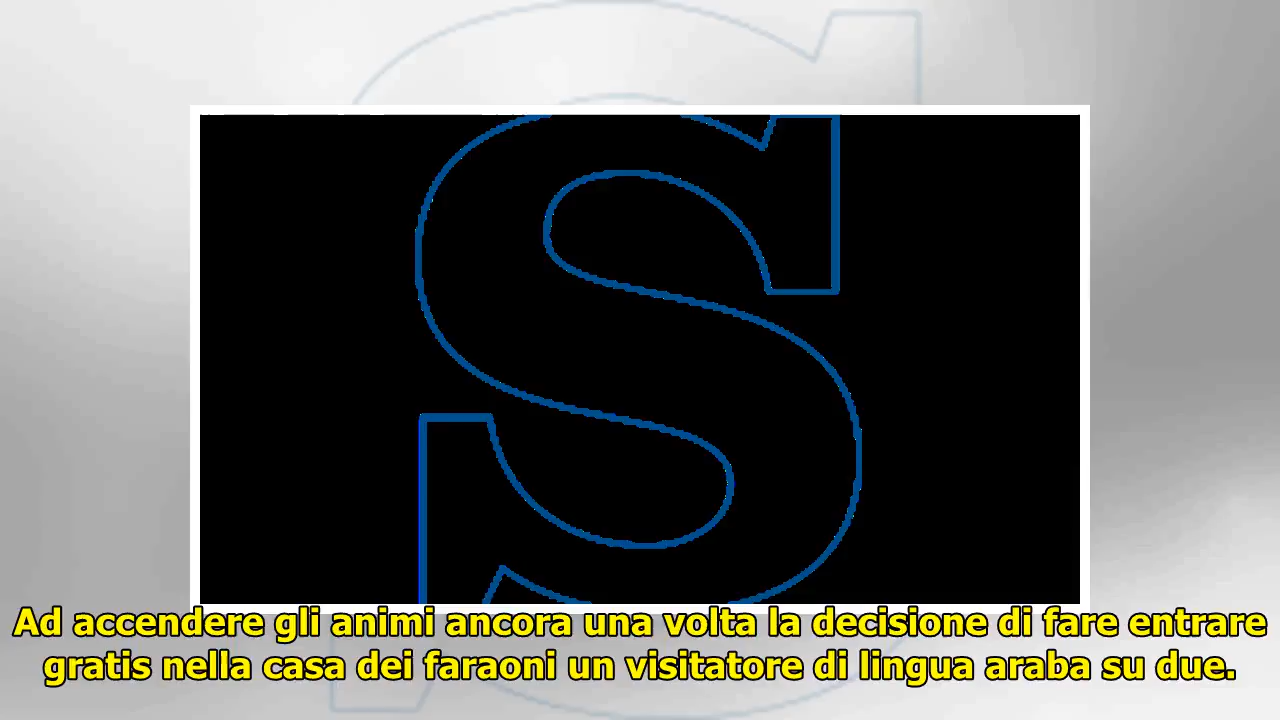 S
Ad accendere gli animi ancora una volta la decisione di fare entrare
gratis nella casa dei faraoni un visitatore di lingua araba su due.